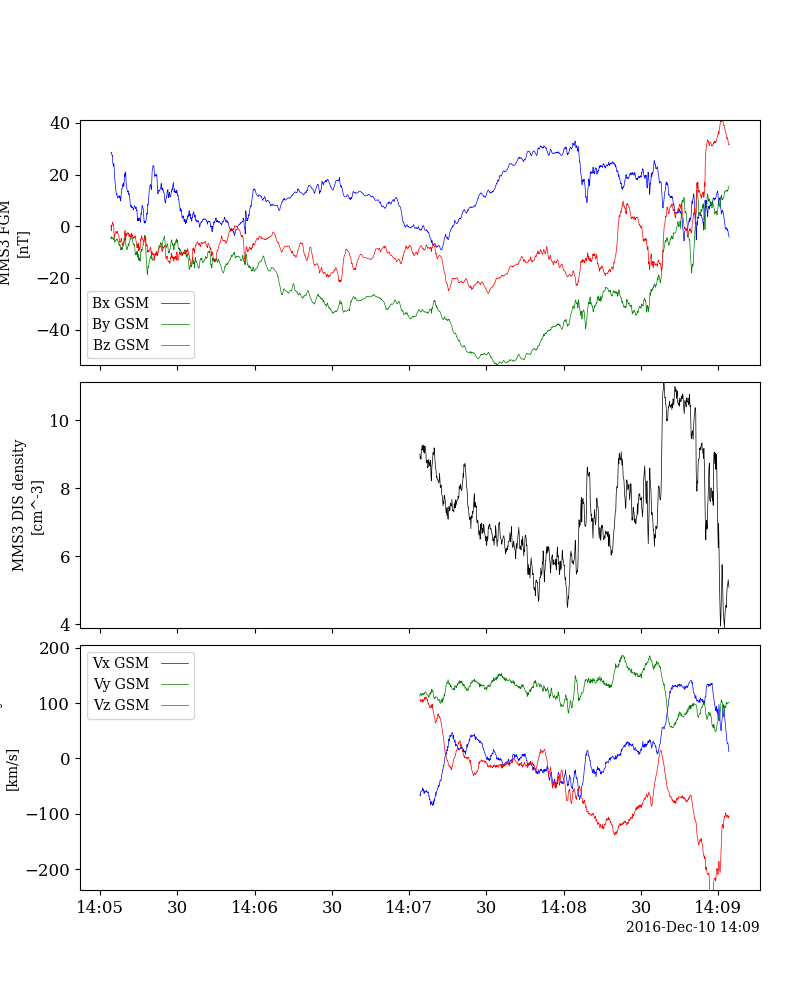 40
20
0
−20
−40
MMS3 FGM
[nT]
Bx GSM
By GSM
Bz GSM
10
8
6
4
MMS3 DIS density
[cm^-3]
200
100
0
−100
−200
[km/s]
Vx GSM
Vy GSM
Vz GSM
14:05
30
14:06
30
14:07
30
14:08
30
14:09
2016-Dec-10 14:09